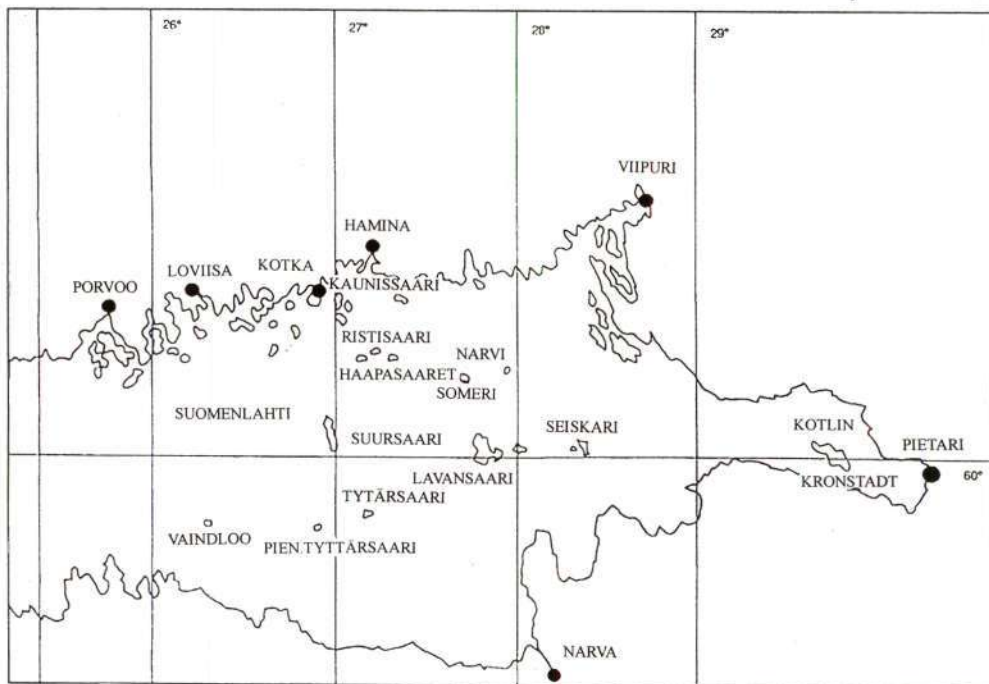 26°
27°
28°
29°
VIIPURI
HAMINA
LOVIISA
KOTKA
KAUNISSAARI
PORVOO
RISTISAARI
NARVI
HAAPASAARET
SOMERI
SUOMENLAHTI
SUURSAARI
SEISKARI
KOTLIN
PIETARI
LAVANSAARI
KRONSTADT
60°
TYTÄRSAARI
VAINDLOO
PIEN.TYTTÄRSAARI
NARVA